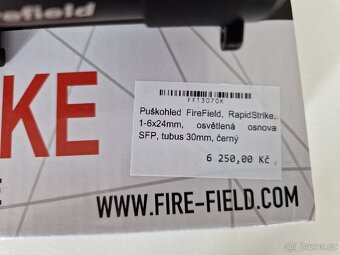 refield
KE
E
FF13070K
Puškohled FireField, RapidStrike,
1-6x24mm, osvětlená osnova
SFP, tubus 30mm, černý
6 250,00 Kč
WWW.FIRE-FIELD.COM